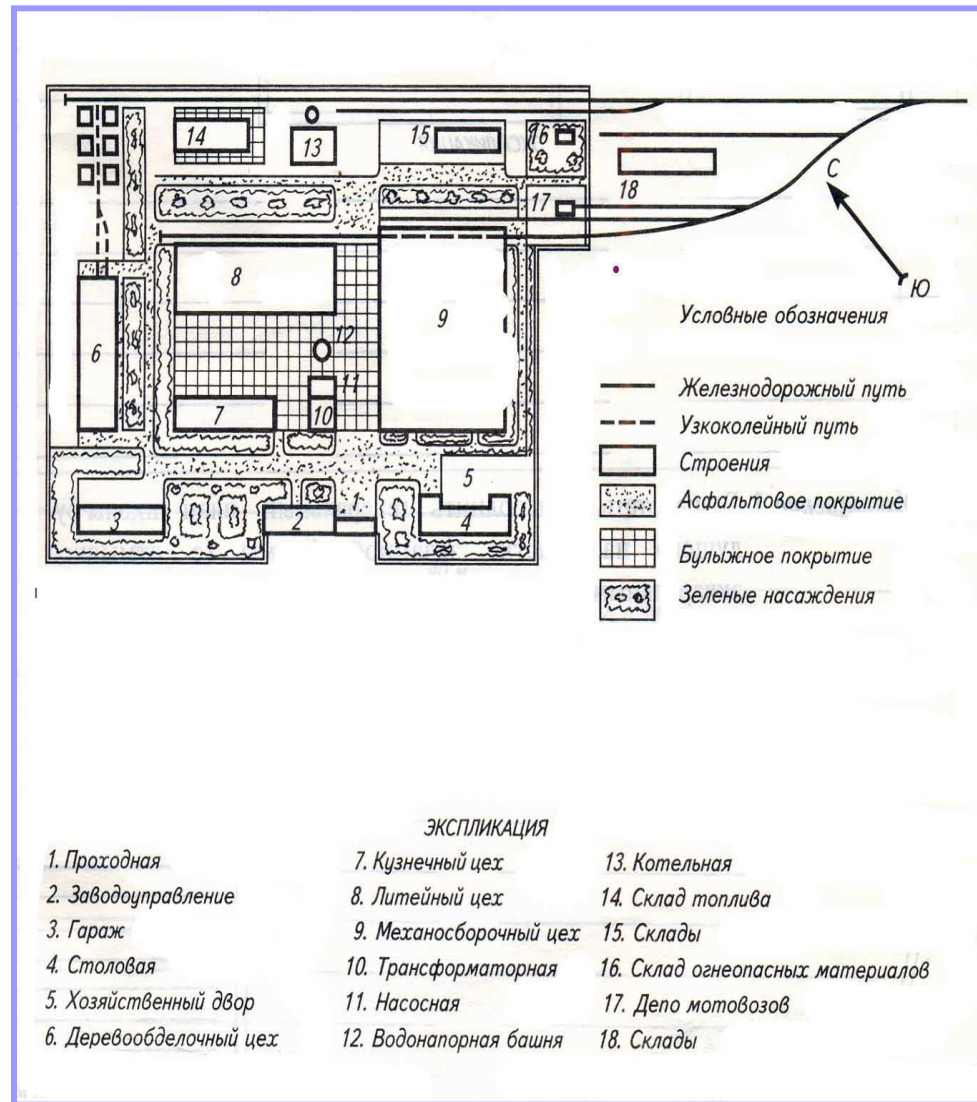 14
13
15
16
18
17
С
Ю
8
9
12
6
11
7
10
5
1
3
2
4
Условные обозначения
Железнодорожный путь
Узкоколейный путь
Строения
Асфальтовое покрытие
Булыжное покрытие
Зеленые насаждения
ЭКСПЛИКАЦИЯ
1. Проходная
2. Заводоуправление
3. Гараж
4. Столовая
5. Хозяйственный двор
6. Деревообделочный цех
7. Кузнечный цех
8. Литейный цех
9. Механосборочный цех
10. Трансформаторная
11. Насосная
12. Водонапорная башня
13. Котельная
14. Склад топлива
15. Склады
16. Склад огнеопасных материалов
17. Депо мотовозов
18. Склады